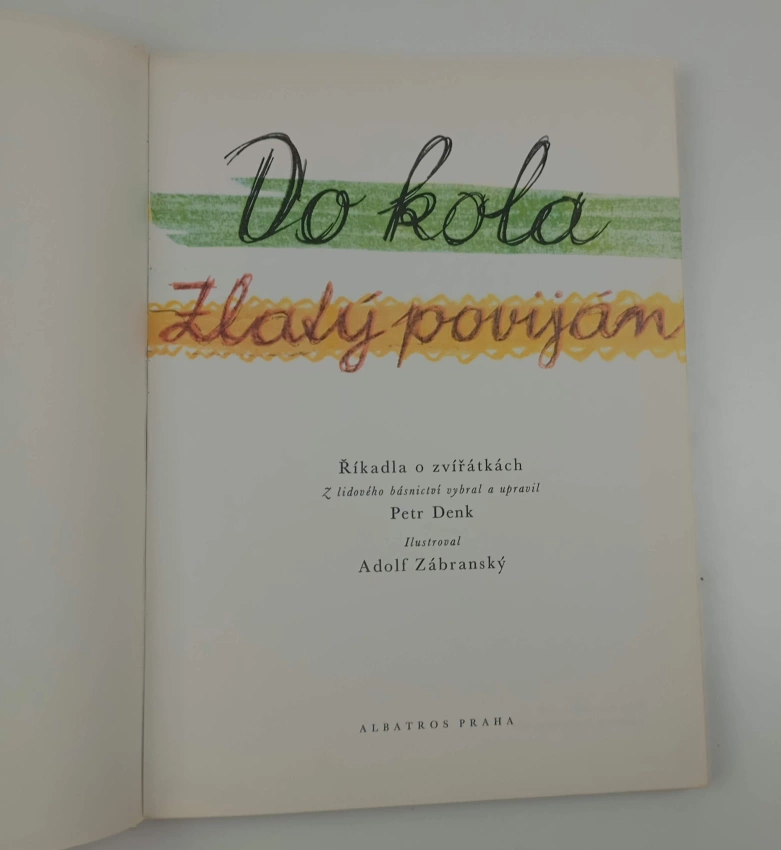 Do kola
Zlatý poviján
Říkadla o zvířátkách
Z lidového básnictví vybral a upravil
Petr Denk
Ilustroval
Adolf Zábranský
ALBATROS PRAHA